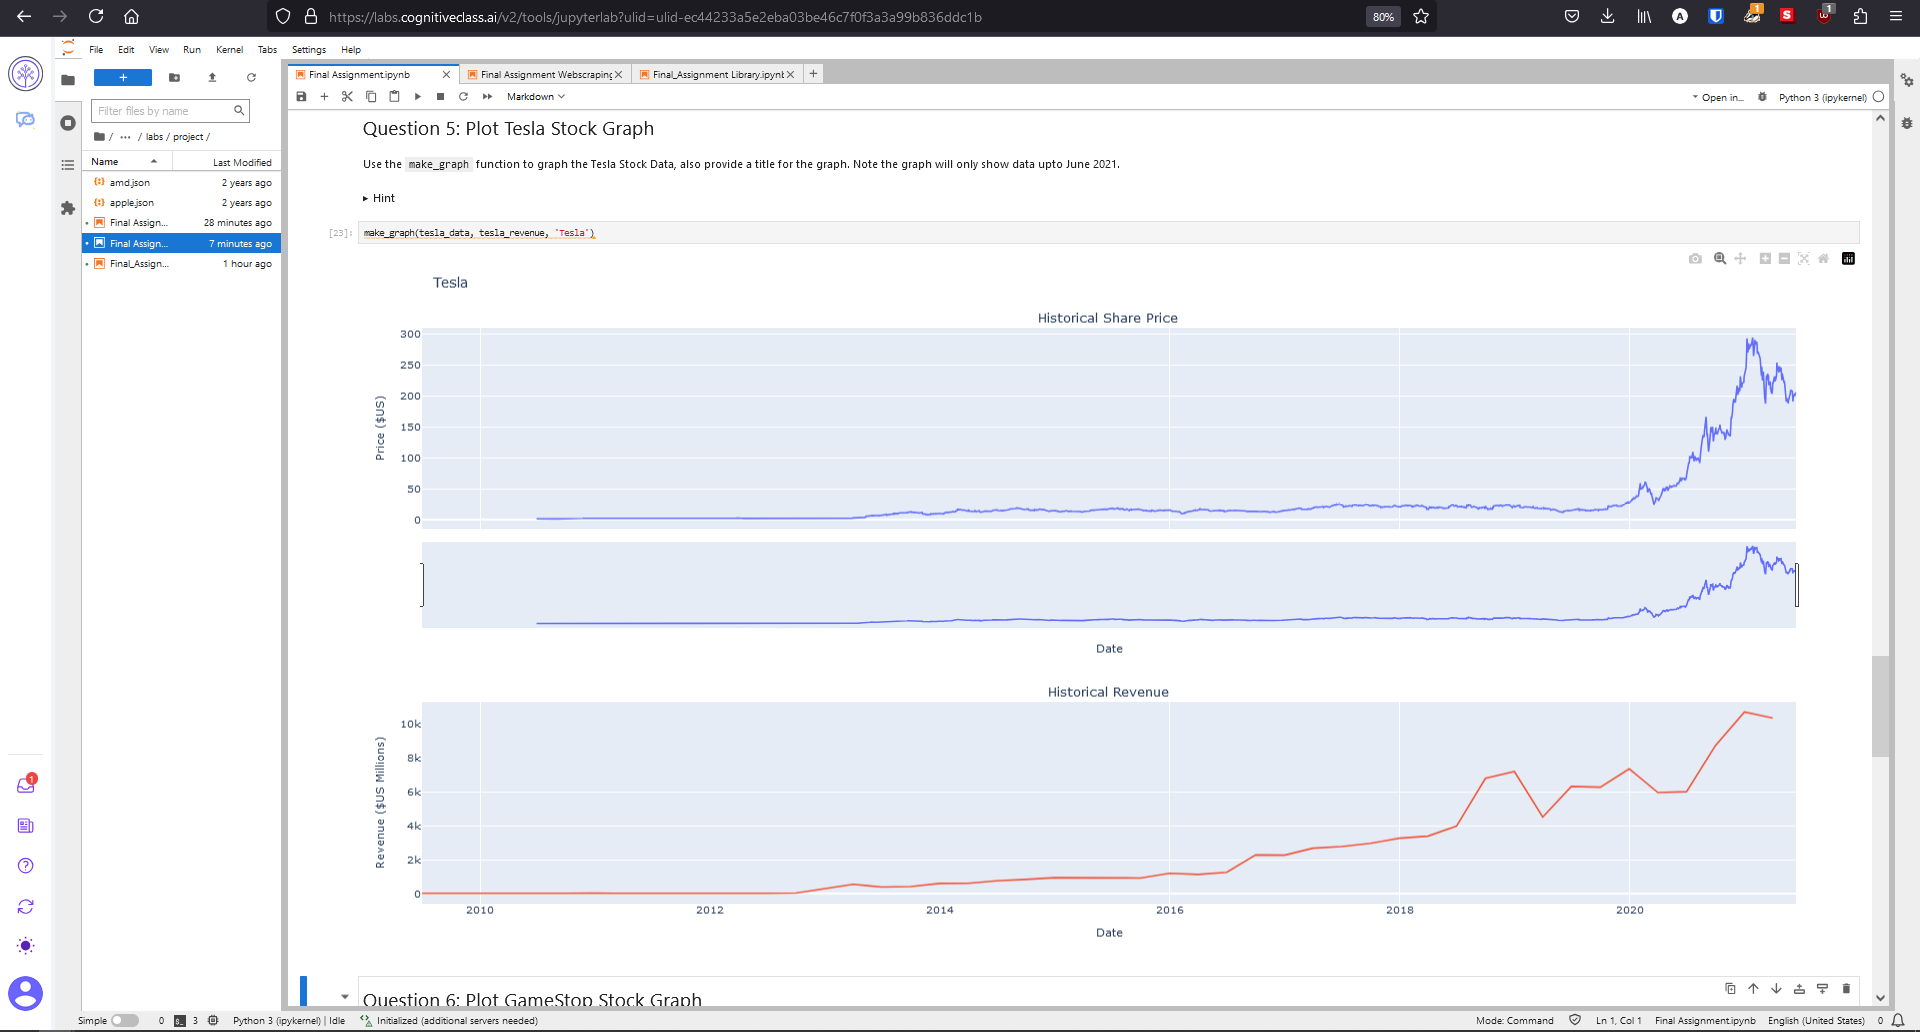 https://labs.cognitiveclass.ai/v2/tools/jupyterlab?ulid=ulid-ec44233a5e2eba03be46c7f0f3a3a99b836ddc1b
80%
1
1
File Edit View Run Kernel Tabs Settings Help
Filter files by name
/ ··· / labs / project /
Name Last Modified
amd.json 2 years ago
apple.json 2 years ago
Final Assign... 28 minutes ago
Final Assign... 7 minutes ago
Final_Assign... 1 hour ago
Final Assignment.ipynb
Final Assignment Webscraping
Final_Assignment Library.ipynb
Markdown
Open in...
Python 3 (ipykernel)
Question 5: Plot Tesla Stock Graph
Use the make_graph function to graph the Tesla Stock Data, also provide a title for the graph. Note the graph will only show data upto June 2021.
Hint
[23]: make_graph(tesla_data, tesla_revenue, 'Tesla')
Tesla
Historical Share Price
300
250
200
150
100
50
0
Price ($US)
Date
Historical Revenue
10k
8k
6k
4k
2k
0
Revenue ($US Millions)
2010 2012 2014 2016 2018 2020
Date
1
Question 6: Plot GameStop Stock Graph
Simple 0 3 Python 3 (ipykernel) | Idle Initialized (additional servers needed) Mode: Command Ln 1, Col 1 Final Assignment.ipynb English (United States) 0